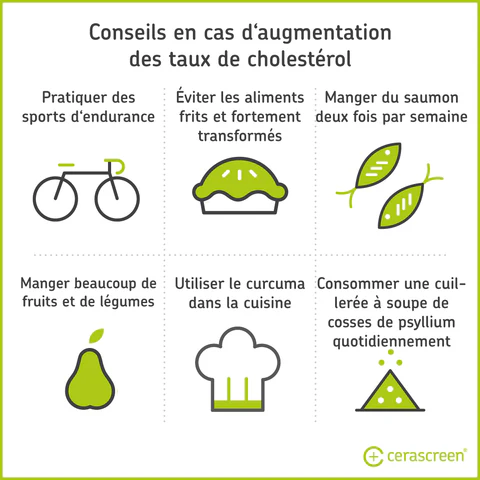 Conseils en cas d'augmentation
des taux de cholestérol
Pratiquer des
sports d'endurance
Éviter les aliments
frits et fortement
transformés
Manger du saumon
deux fois par semaine
Manger beaucoup de
fruits et de légumes
Utiliser le curcuma
dans la cuisine
Consommer une cuil-
lerée à soupe de
cosses de psyllium
quotidiennement
cerascreen®